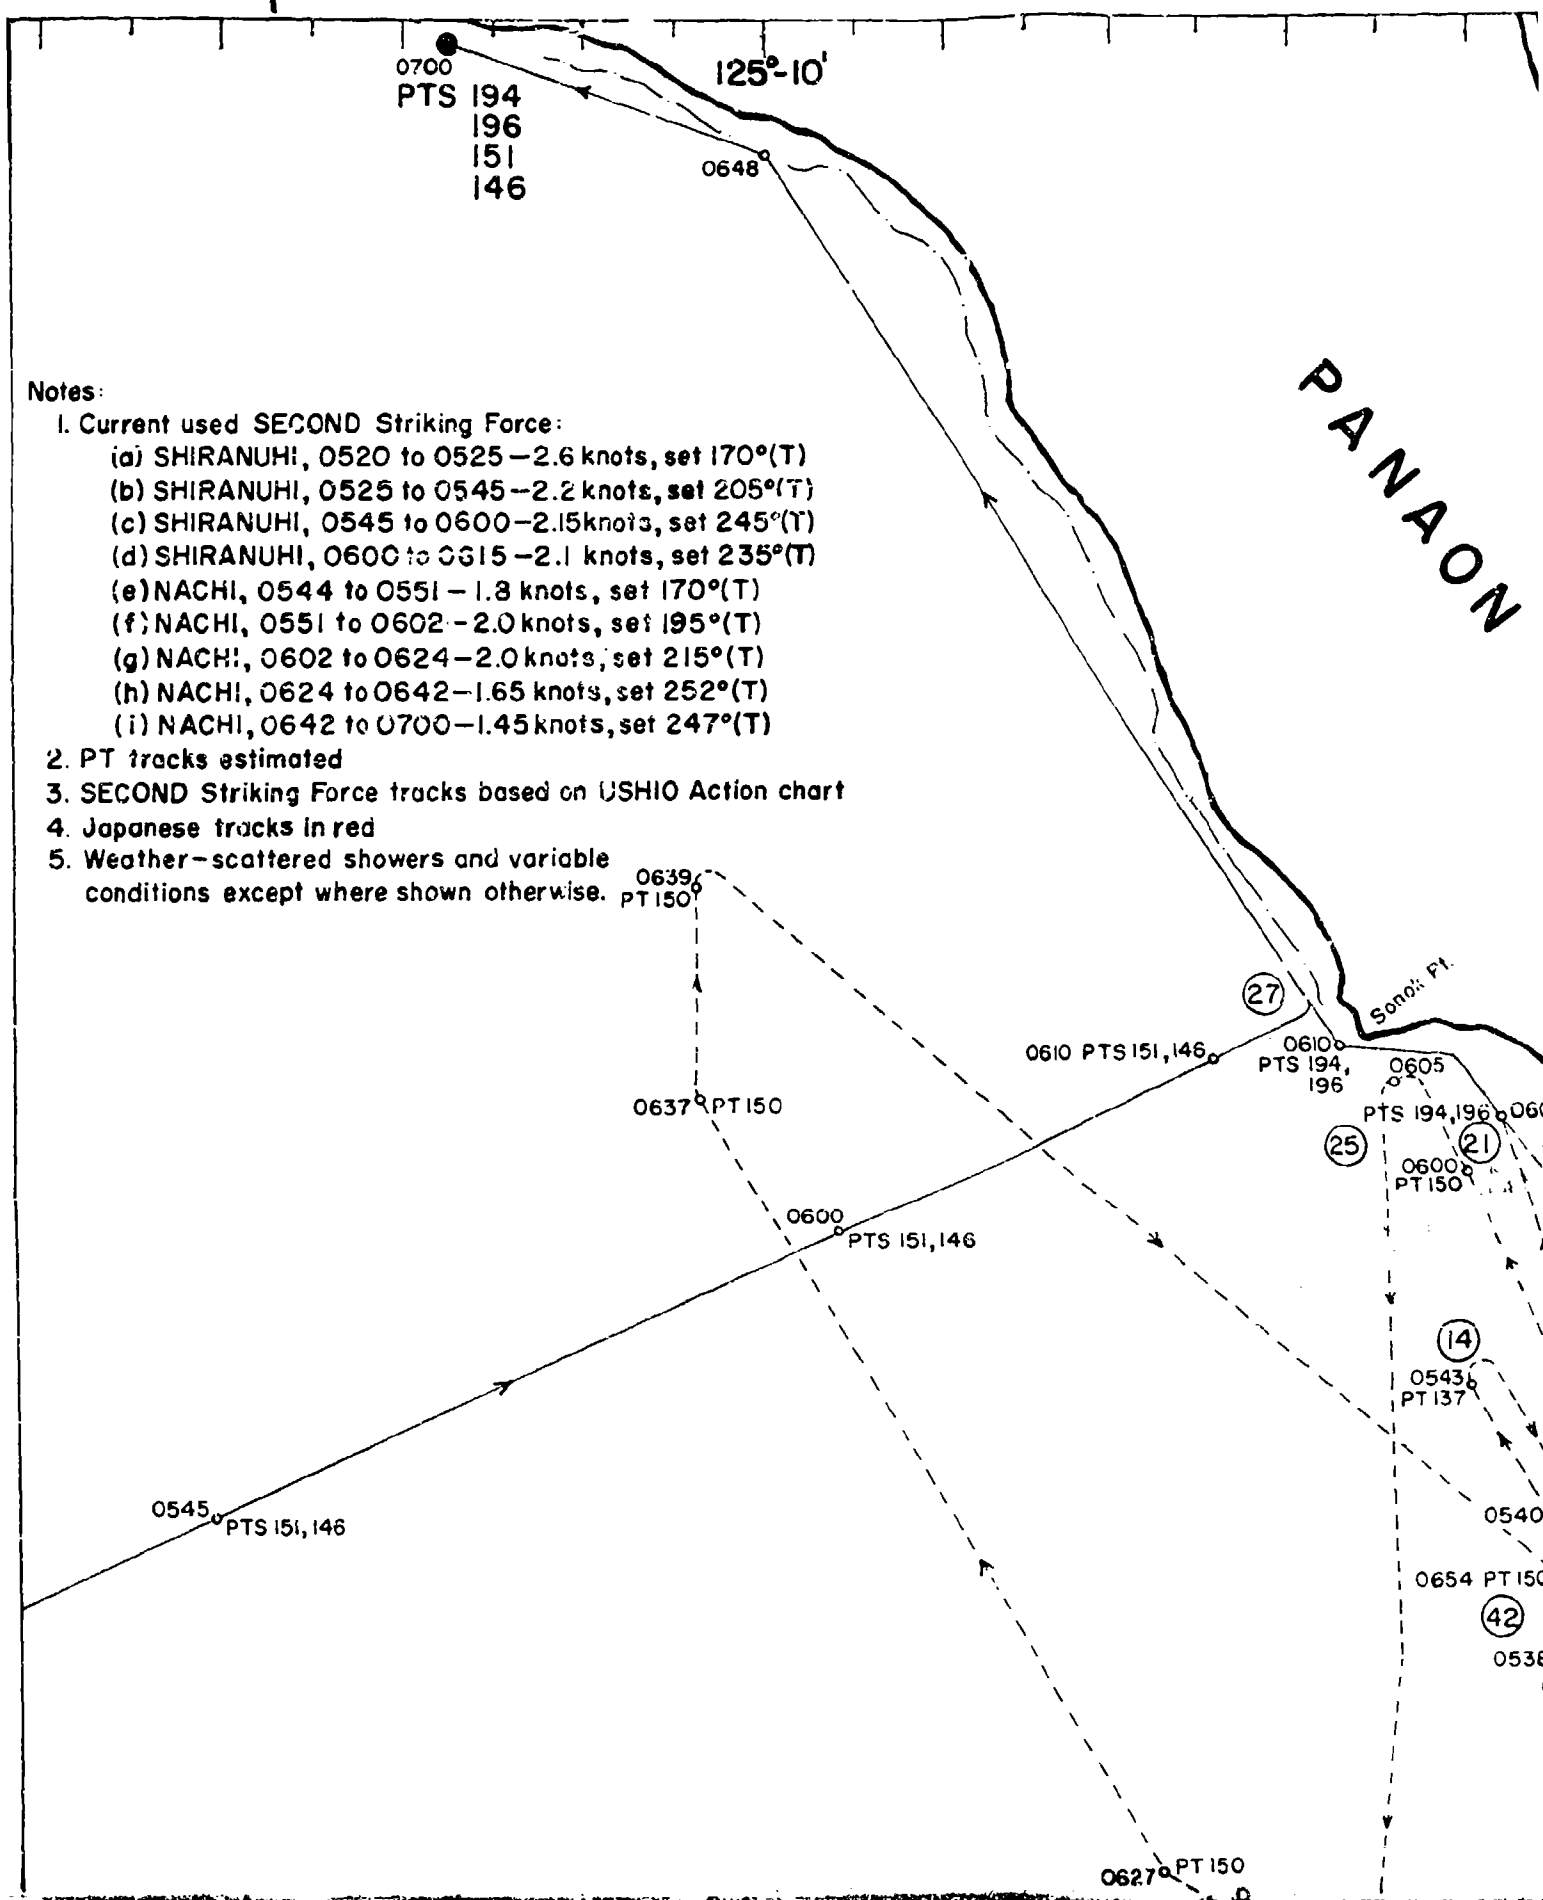 125°-10'
0700
PTS 194
196
151
146
0648
PANAON
Notes:
1. Current used SECOND Striking Force:
(a) SHIRANUHI, 0520 to 0525-2.6 knots, set 170°(T)
(b) SHIRANUHI, 0525 to 0545-2.2 knots, set 205°(T)
(c) SHIRANUHI, 0545 to 0600-2.15 knots, set 245°(T)
(d) SHIRANUHI, 0600 to 0615-2.1 knots, set 235°(T)
(e) NACHI, 0544 to 0551-1.8 knots, set 170°(T)
(f) NACHI, 0551 to 0602-2.0 knots, set 195°(T)
(g) NACHI, 0602 to 0624-2.0 knots, set 215°(T)
(h) NACHI, 0624 to 0642-1.65 knots, set 252°(T)
(i) NACHI, 0642 to 0700-1.45 knots, set 247°(T)
2. PT tracks estimated
3. SECOND Striking Force tracks based on USHIO Action chart
4. Japanese tracks in red
5. Weather-scattered showers and variable
conditions except where shown otherwise.
0639
PT 150
Sonok Pt.
27
0610 PTS 151, 146
0610
PTS 194,
196
0605
0637 PT 150
PTS 194, 196
25
21
0600
PT 150
0600
PTS 151, 146
14
0543
PT 137
0545
PTS 151, 146
0540
0654 PT 150
42
0538
0627 PT 150